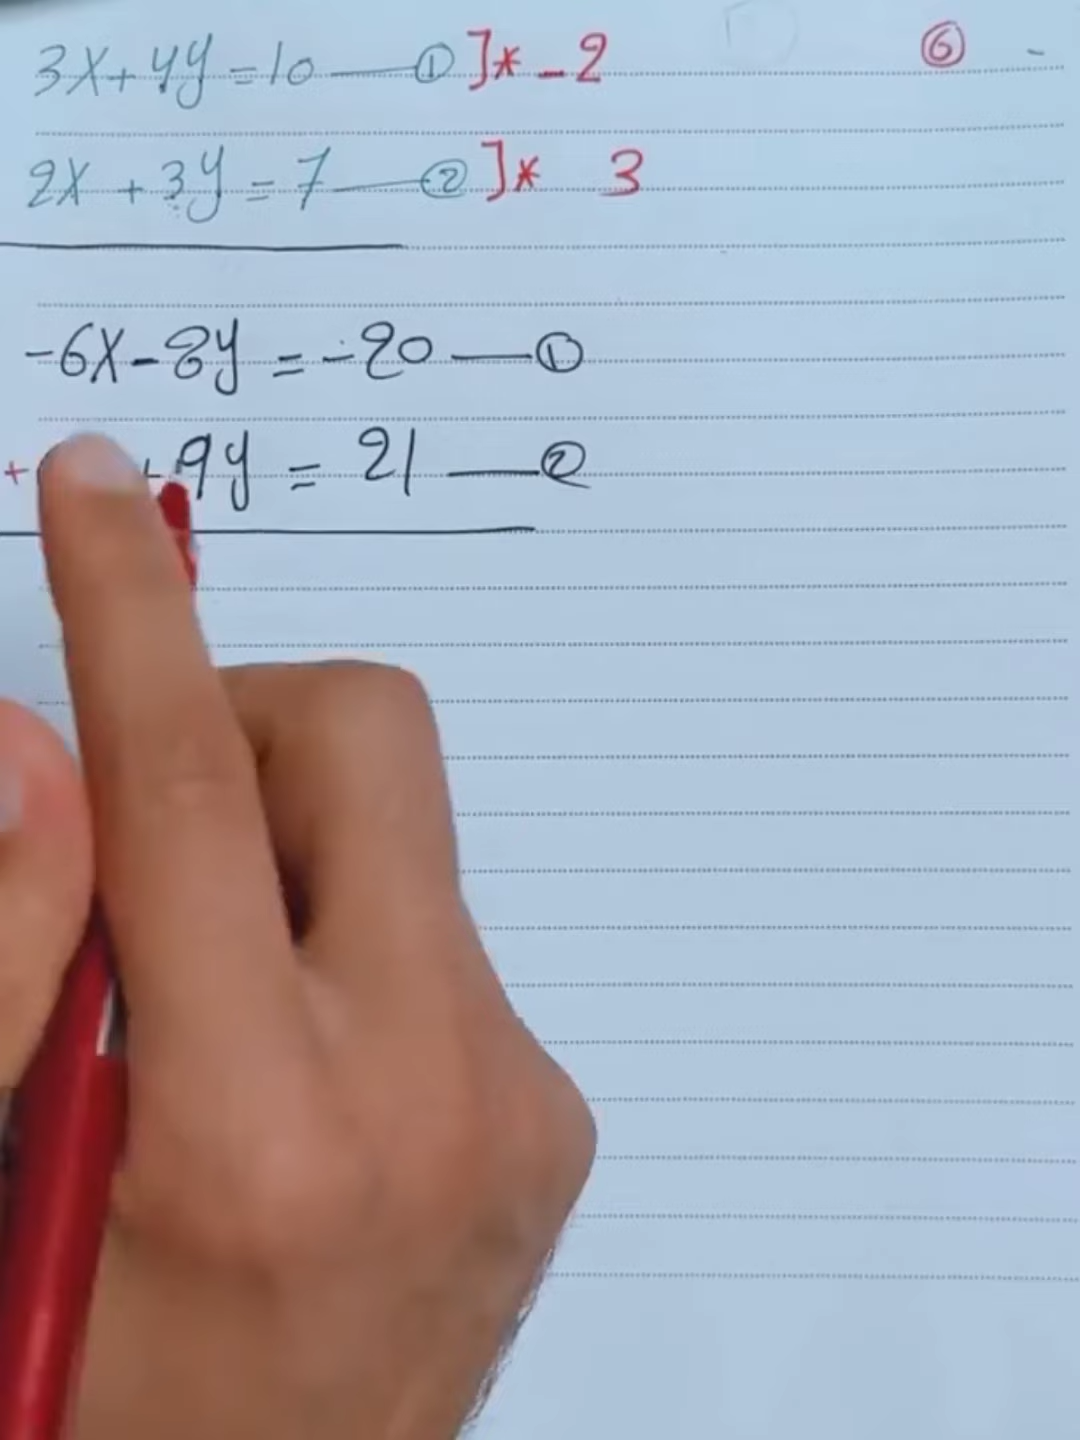 3x+4y=10 — ① ]* -2 ⑥ -
2x+3y=7 — ② ]* 3
-6x-8y=-20 — ①
+ +9y=21 — ②